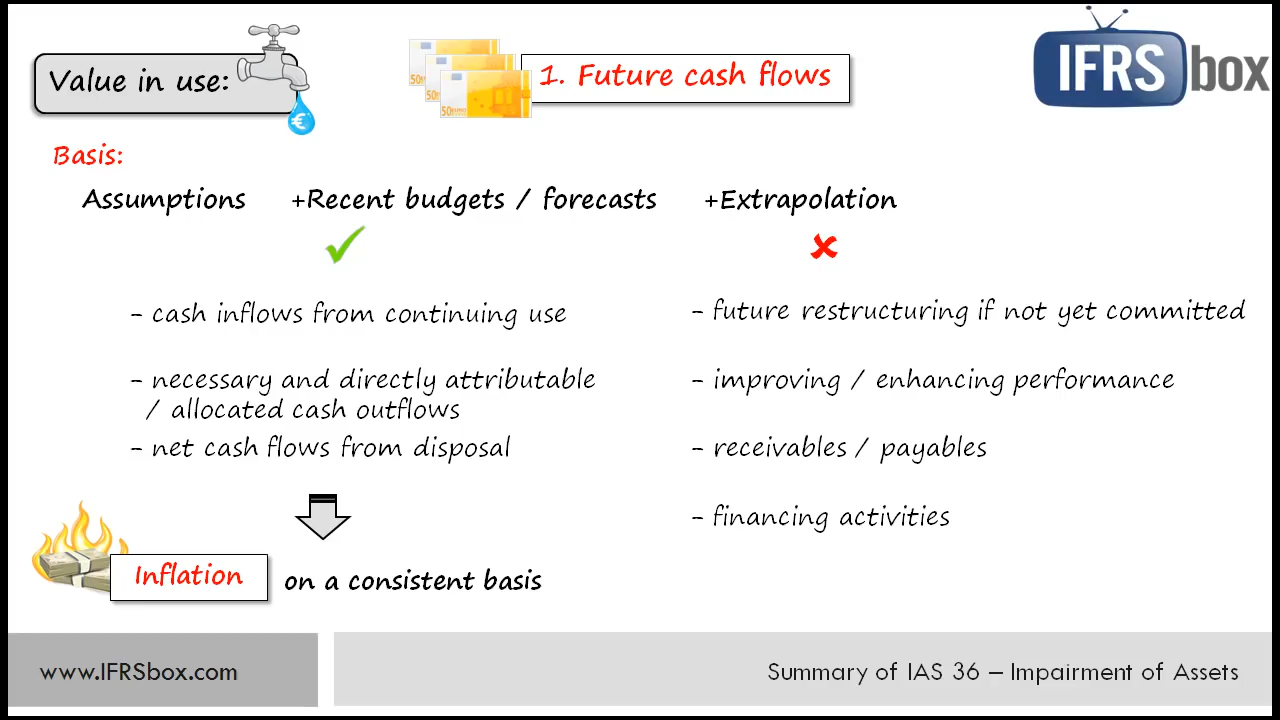 Value in use:
€
1. Future cash flows
50
50
50EURO
IFRS box
Basis:
Assumptions +Recent budgets / forecasts +Extrapolation
- cash inflows from continuing use
- necessary and directly attributable
/ allocated cash outflows
- net cash flows from disposal
- future restructuring if not yet committed
- improving / enhancing performance
- receivables / payables
- financing activities
Inflation on a consistent basis
www.IFRSbox.com
Summary of IAS 36 – Impairment of Assets